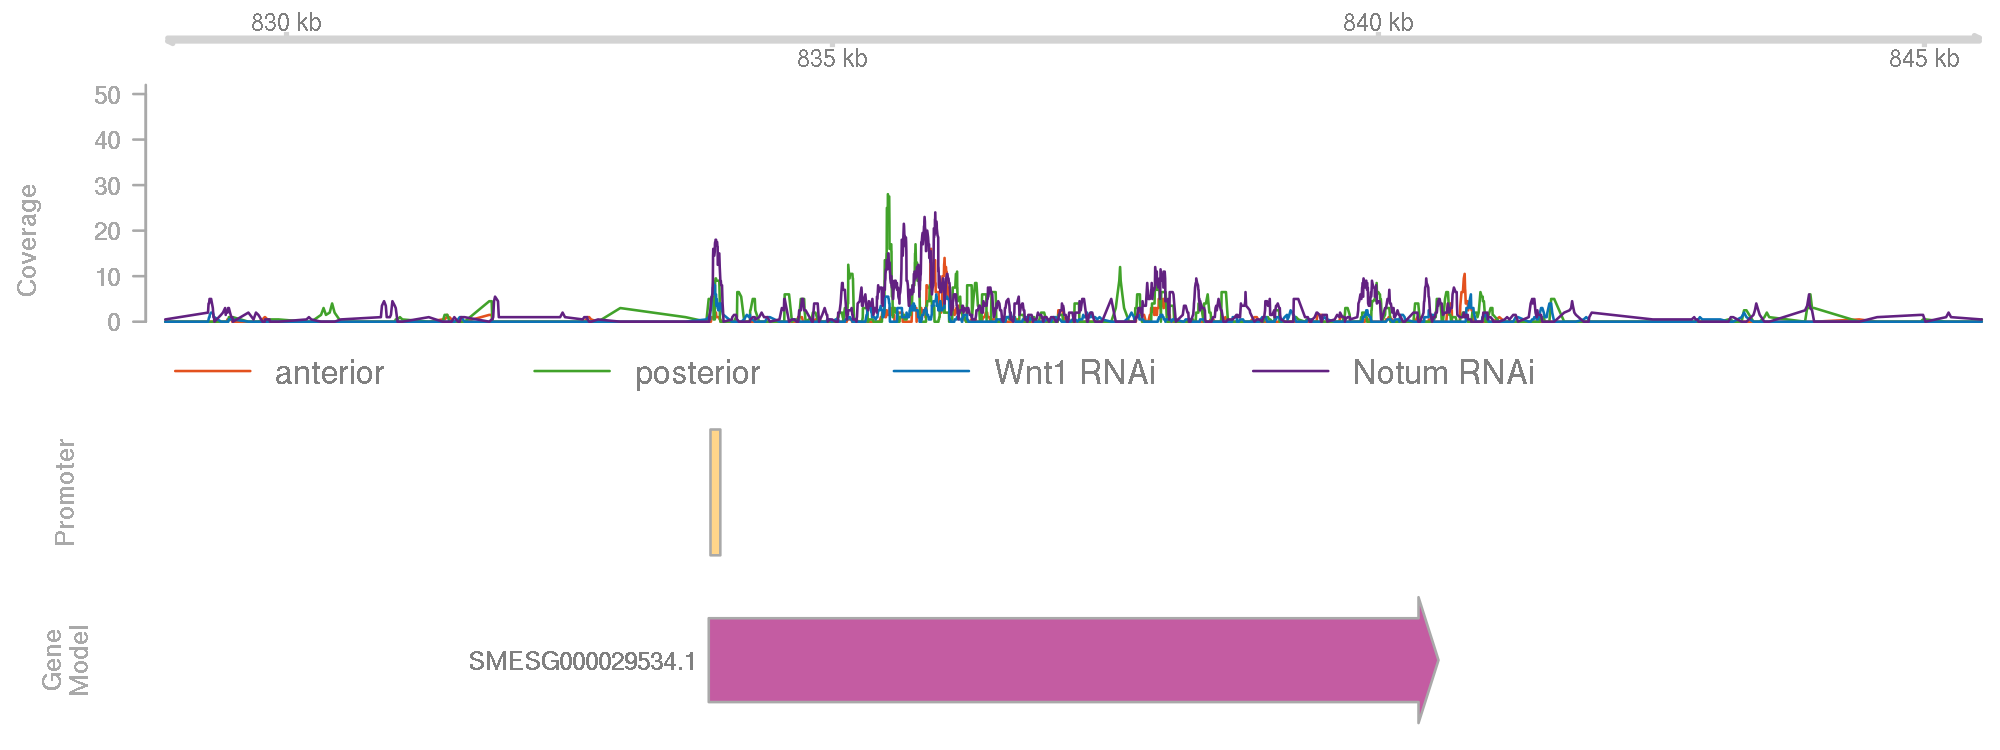 830 kb 840 kb
835 kb 845 kb
50
40
30
20
10
0
Coverage
anterior posterior Wnt1 RNAi Notum RNAi
Promoter
Gene
Model
SMESG000029534.1